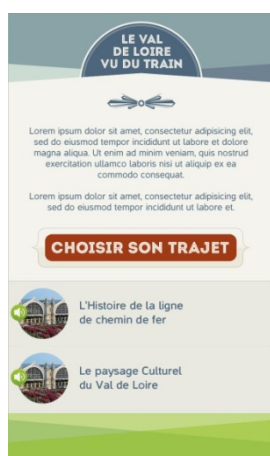 LE VAL
DE LOIRE
VU DU TRAIN
Lorem ipsum dolor sit amet, consectetur adipisicing elit,
sed do eiusmod tempor incididunt ut labore et dolore
magna aliqua. Ut enim ad minim veniam, quis nostrud
exercitation ullamco laboris nisi ut aliquip ex ea
commodo consequat.
Lorem ipsum dolor sit amet, consectetur adipisicing elit,
sed do eiusmod tempor incididunt ut labore et.
CHOISIR SON TRAJET
L'Histoire de la ligne
de chemin de fer
Le paysage Culturel
du Val de Loire